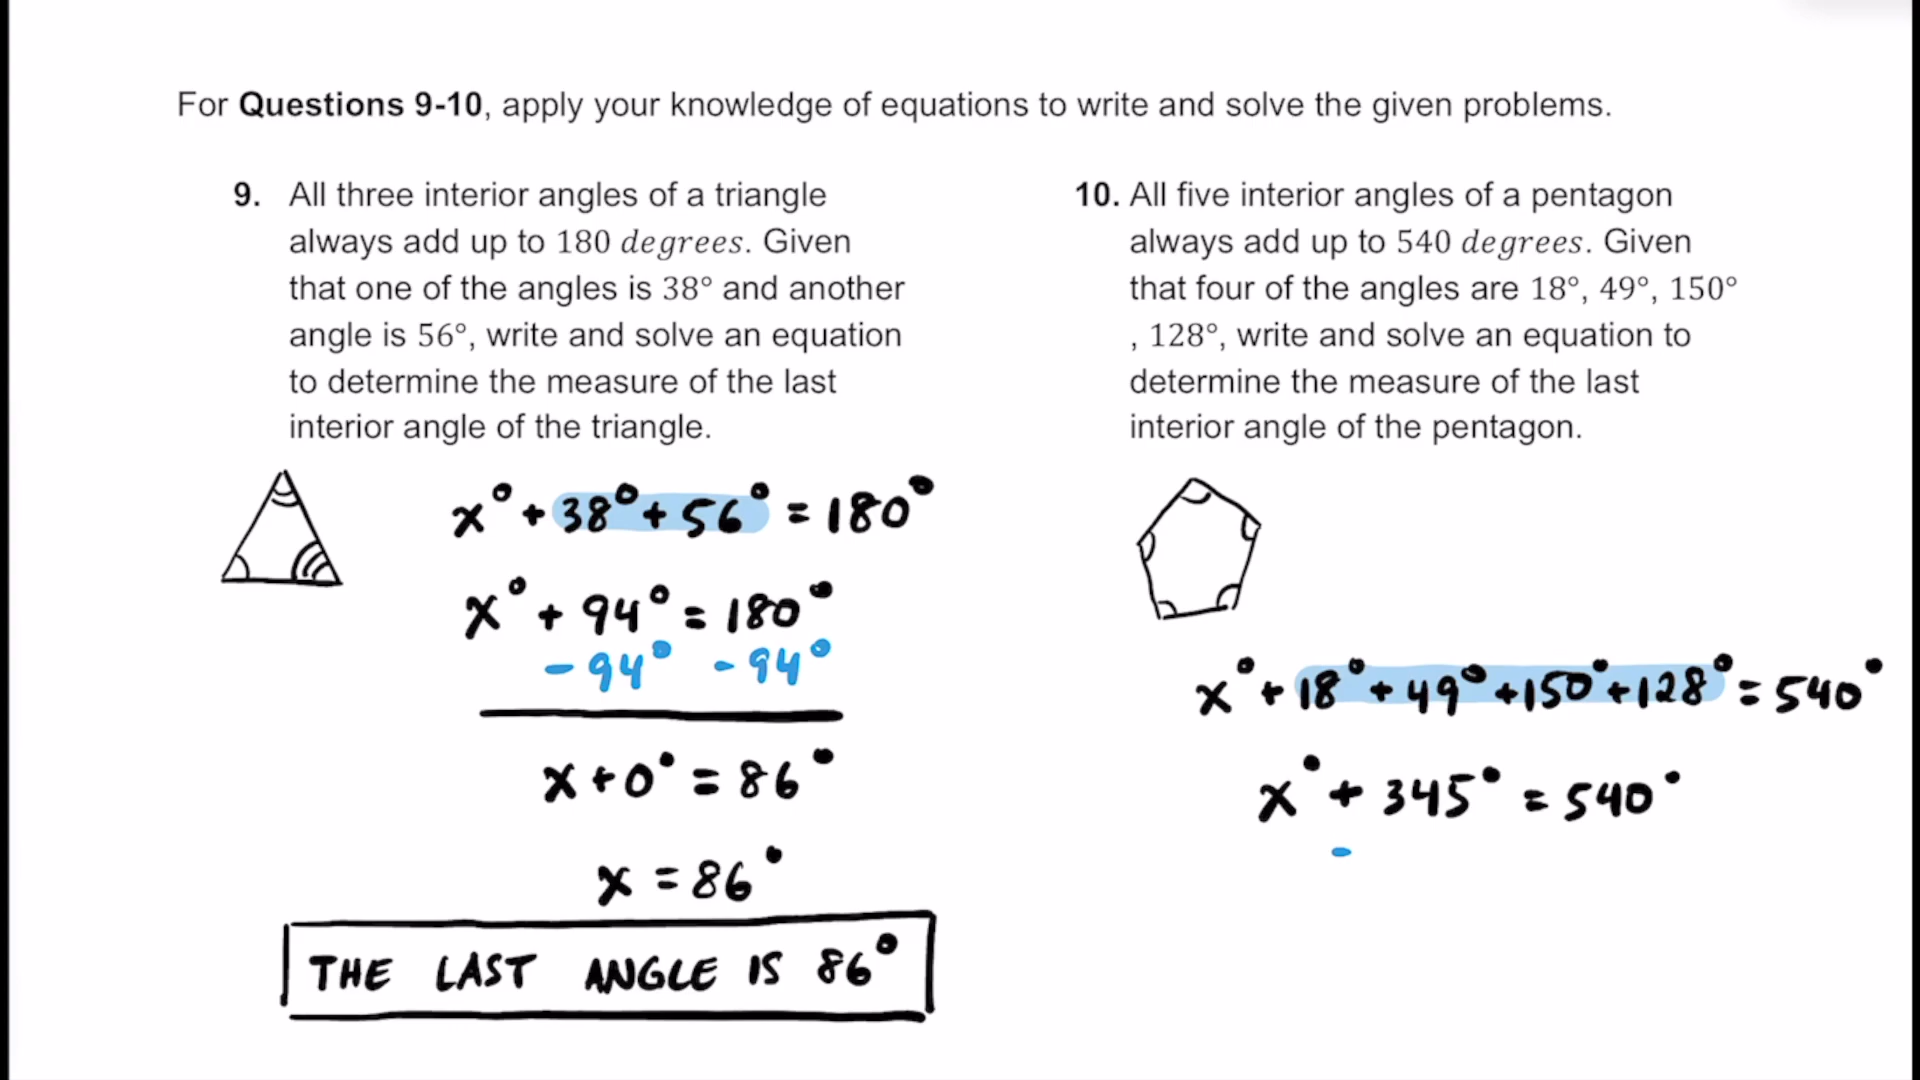 For Questions 9-10, apply your knowledge of equations to write and solve the given problems.
9. All three interior angles of a triangle
always add up to 180 degrees. Given
that one of the angles is 38° and another
angle is 56°, write and solve an equation
to determine the measure of the last
interior angle of the triangle.
x° + 38° + 56° = 180°
x° + 94° = 180°
- 94° - 94°
x + 0° = 86°
x = 86°
THE LAST ANGLE IS 86°
10. All five interior angles of a pentagon
always add up to 540 degrees. Given
that four of the angles are 18°, 49°, 150°
, 128°, write and solve an equation to
determine the measure of the last
interior angle of the pentagon.
x° + 18° + 49° + 150° + 128° = 540°
x° + 345° = 540°
-